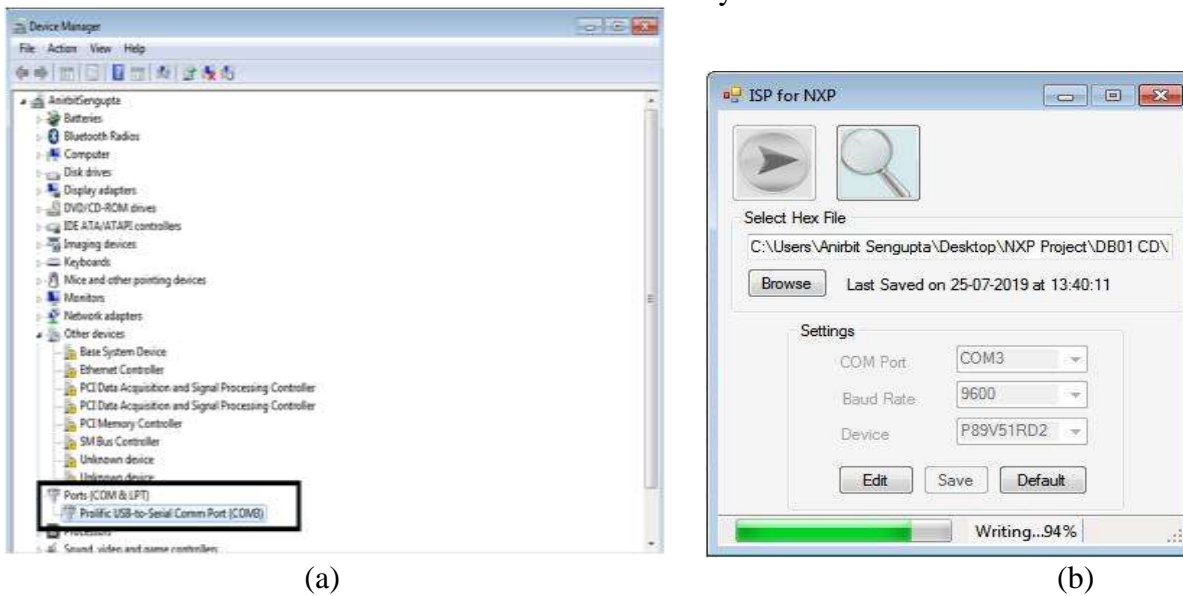 y
Device Manager
File Action View Help
AnirbitSengupta
Batteries
Bluetooth Radios
Computer
Disk drives
Display adapters
DVD/CD-ROM drives
IDE ATA/ATAPI controllers
Imaging devices
Keyboards
Mice and other pointing devices
Monitors
Network adapters
Other devices
Base System Device
Ethernet Controller
PCI Data Acquisition and Signal Processing Controller
PCI Data Acquisition and Signal Processing Controller
PCI Memory Controller
SM Bus Controller
Unknown device
Unknown device
Ports (COM & LPT)
Prolific USB-to-Serial Comm Port
Processors
Sound, video and game controllers
(a)
ISP for NXP
Select Hex File
C:\Users\Anirbit Sengupta\Desktop\NXP Project\DB01 CD\
Browse Last Saved on 25-07-2019 at 13:40:11
Settings
COM Port COM3
Baud Rate 9600
Device P89V51RD2
Edit Save Default
Writing...94%
(b)